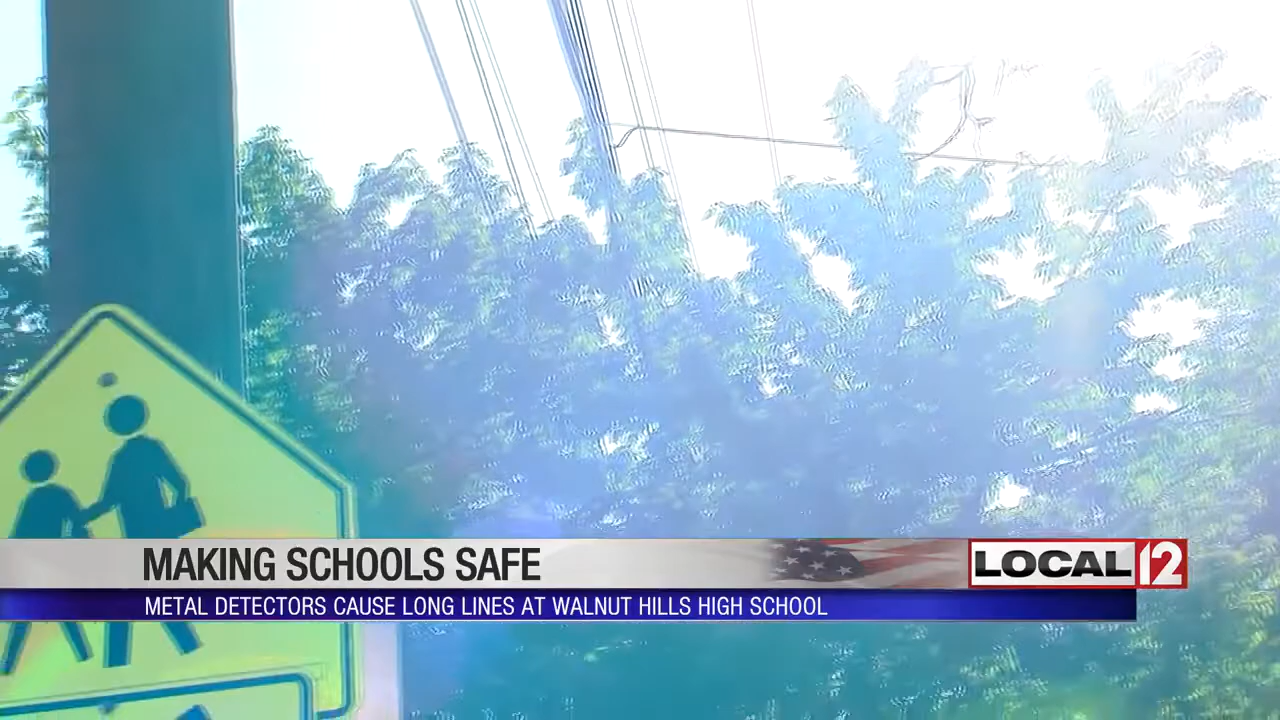 MAKING SCHOOLS SAFE
LOCAL 12
METAL DETECTORS CAUSE LONG LINES AT WALNUT HILLS HIGH SCHOOL